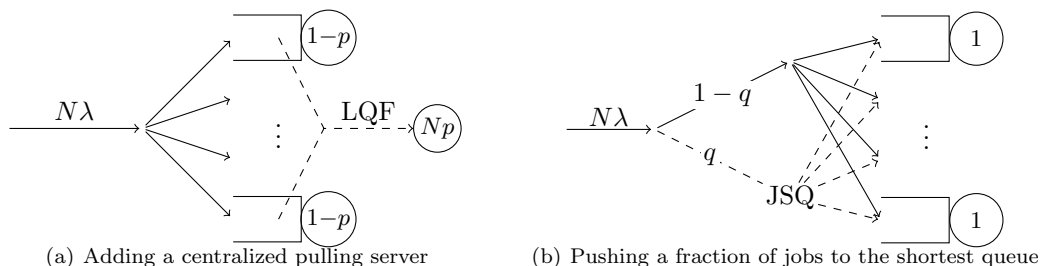 1−p
1
Nλ
LQF
Np
⋮
1−p
(a) Adding a centralized pulling server
Nλ
1 − q
q
JSQ
⋮
1
(b) Pushing a fraction of jobs to the shortest queue